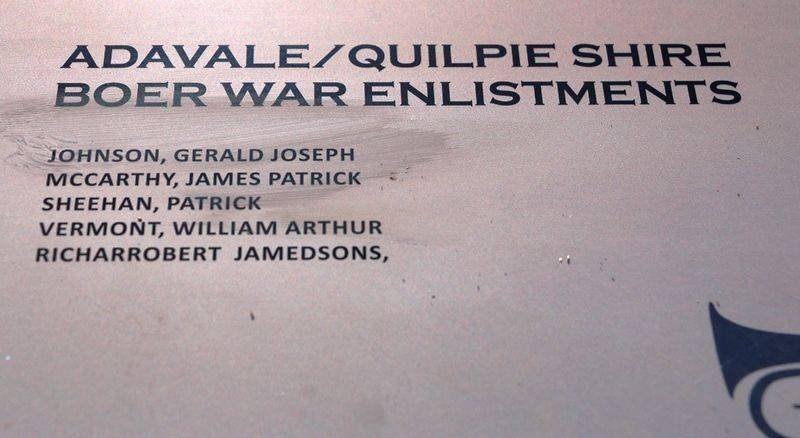 ADAVALE/QUILPIE SHIRE
BOER WAR ENLISTMENTS
JOHNSON, GERALD JOSEPH
MCCARTHY, JAMES PATRICK
SHEEHAN, PATRICK
VERMONT, WILLIAM ARTHUR
RICHARROBERT JAMEDSONS,